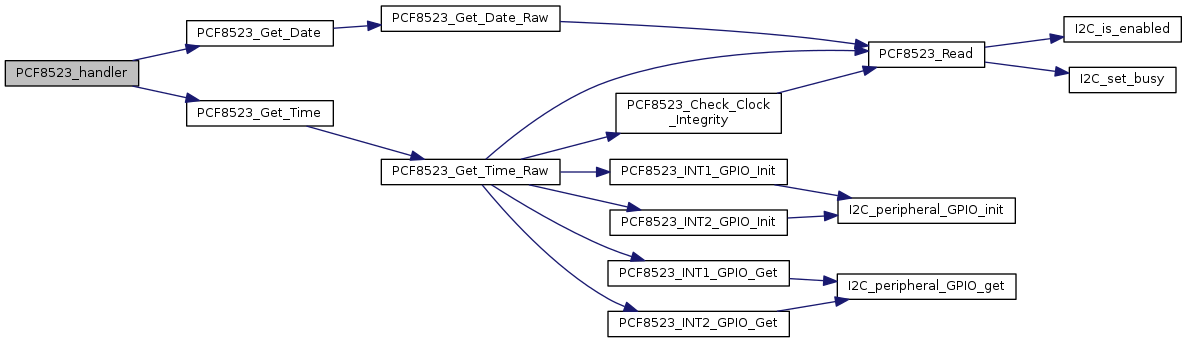 PCF8523_handler
PCF8523_Get_Date
PCF8523_Get_Time
PCF8523_Get_Date_Raw
PCF8523_Get_Time_Raw
PCF8523_Check_Clock
_Integrity
PCF8523_INT1_GPIO_Init
PCF8523_INT2_GPIO_Init
PCF8523_INT1_GPIO_Get
PCF8523_INT2_GPIO_Get
PCF8523_Read
I2C_peripheral_GPIO_init
I2C_peripheral_GPIO_get
I2C_is_enabled
I2C_set_busy